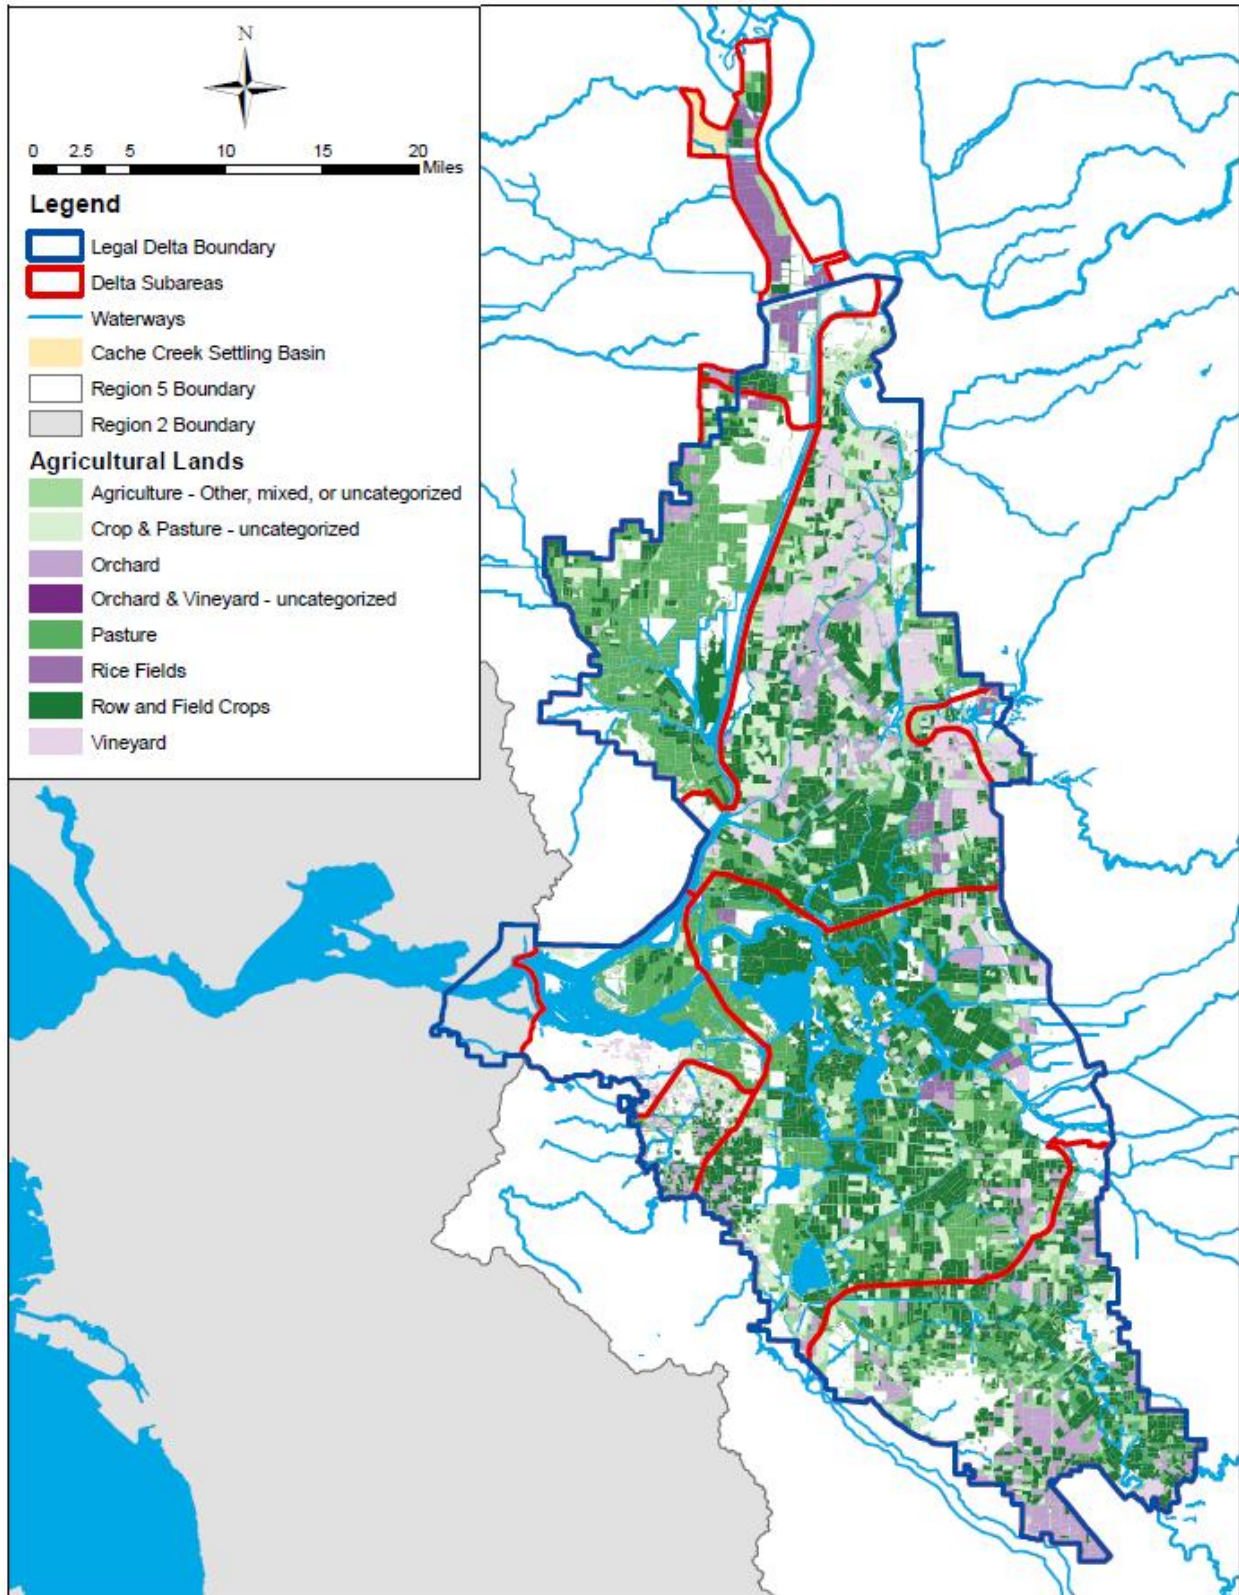 N
0 2.5 5 10 15 20
Miles
Legend
Legal Delta Boundary
Delta Subareas
Waterways
Cache Creek Settling Basin
Region 5 Boundary
Region 2 Boundary
Agricultural Lands
Agriculture - Other, mixed, or uncategorized
Crop & Pasture - uncategorized
Orchard
Orchard & Vineyard - uncategorized
Pasture
Rice Fields
Row and Field Crops
Vineyard